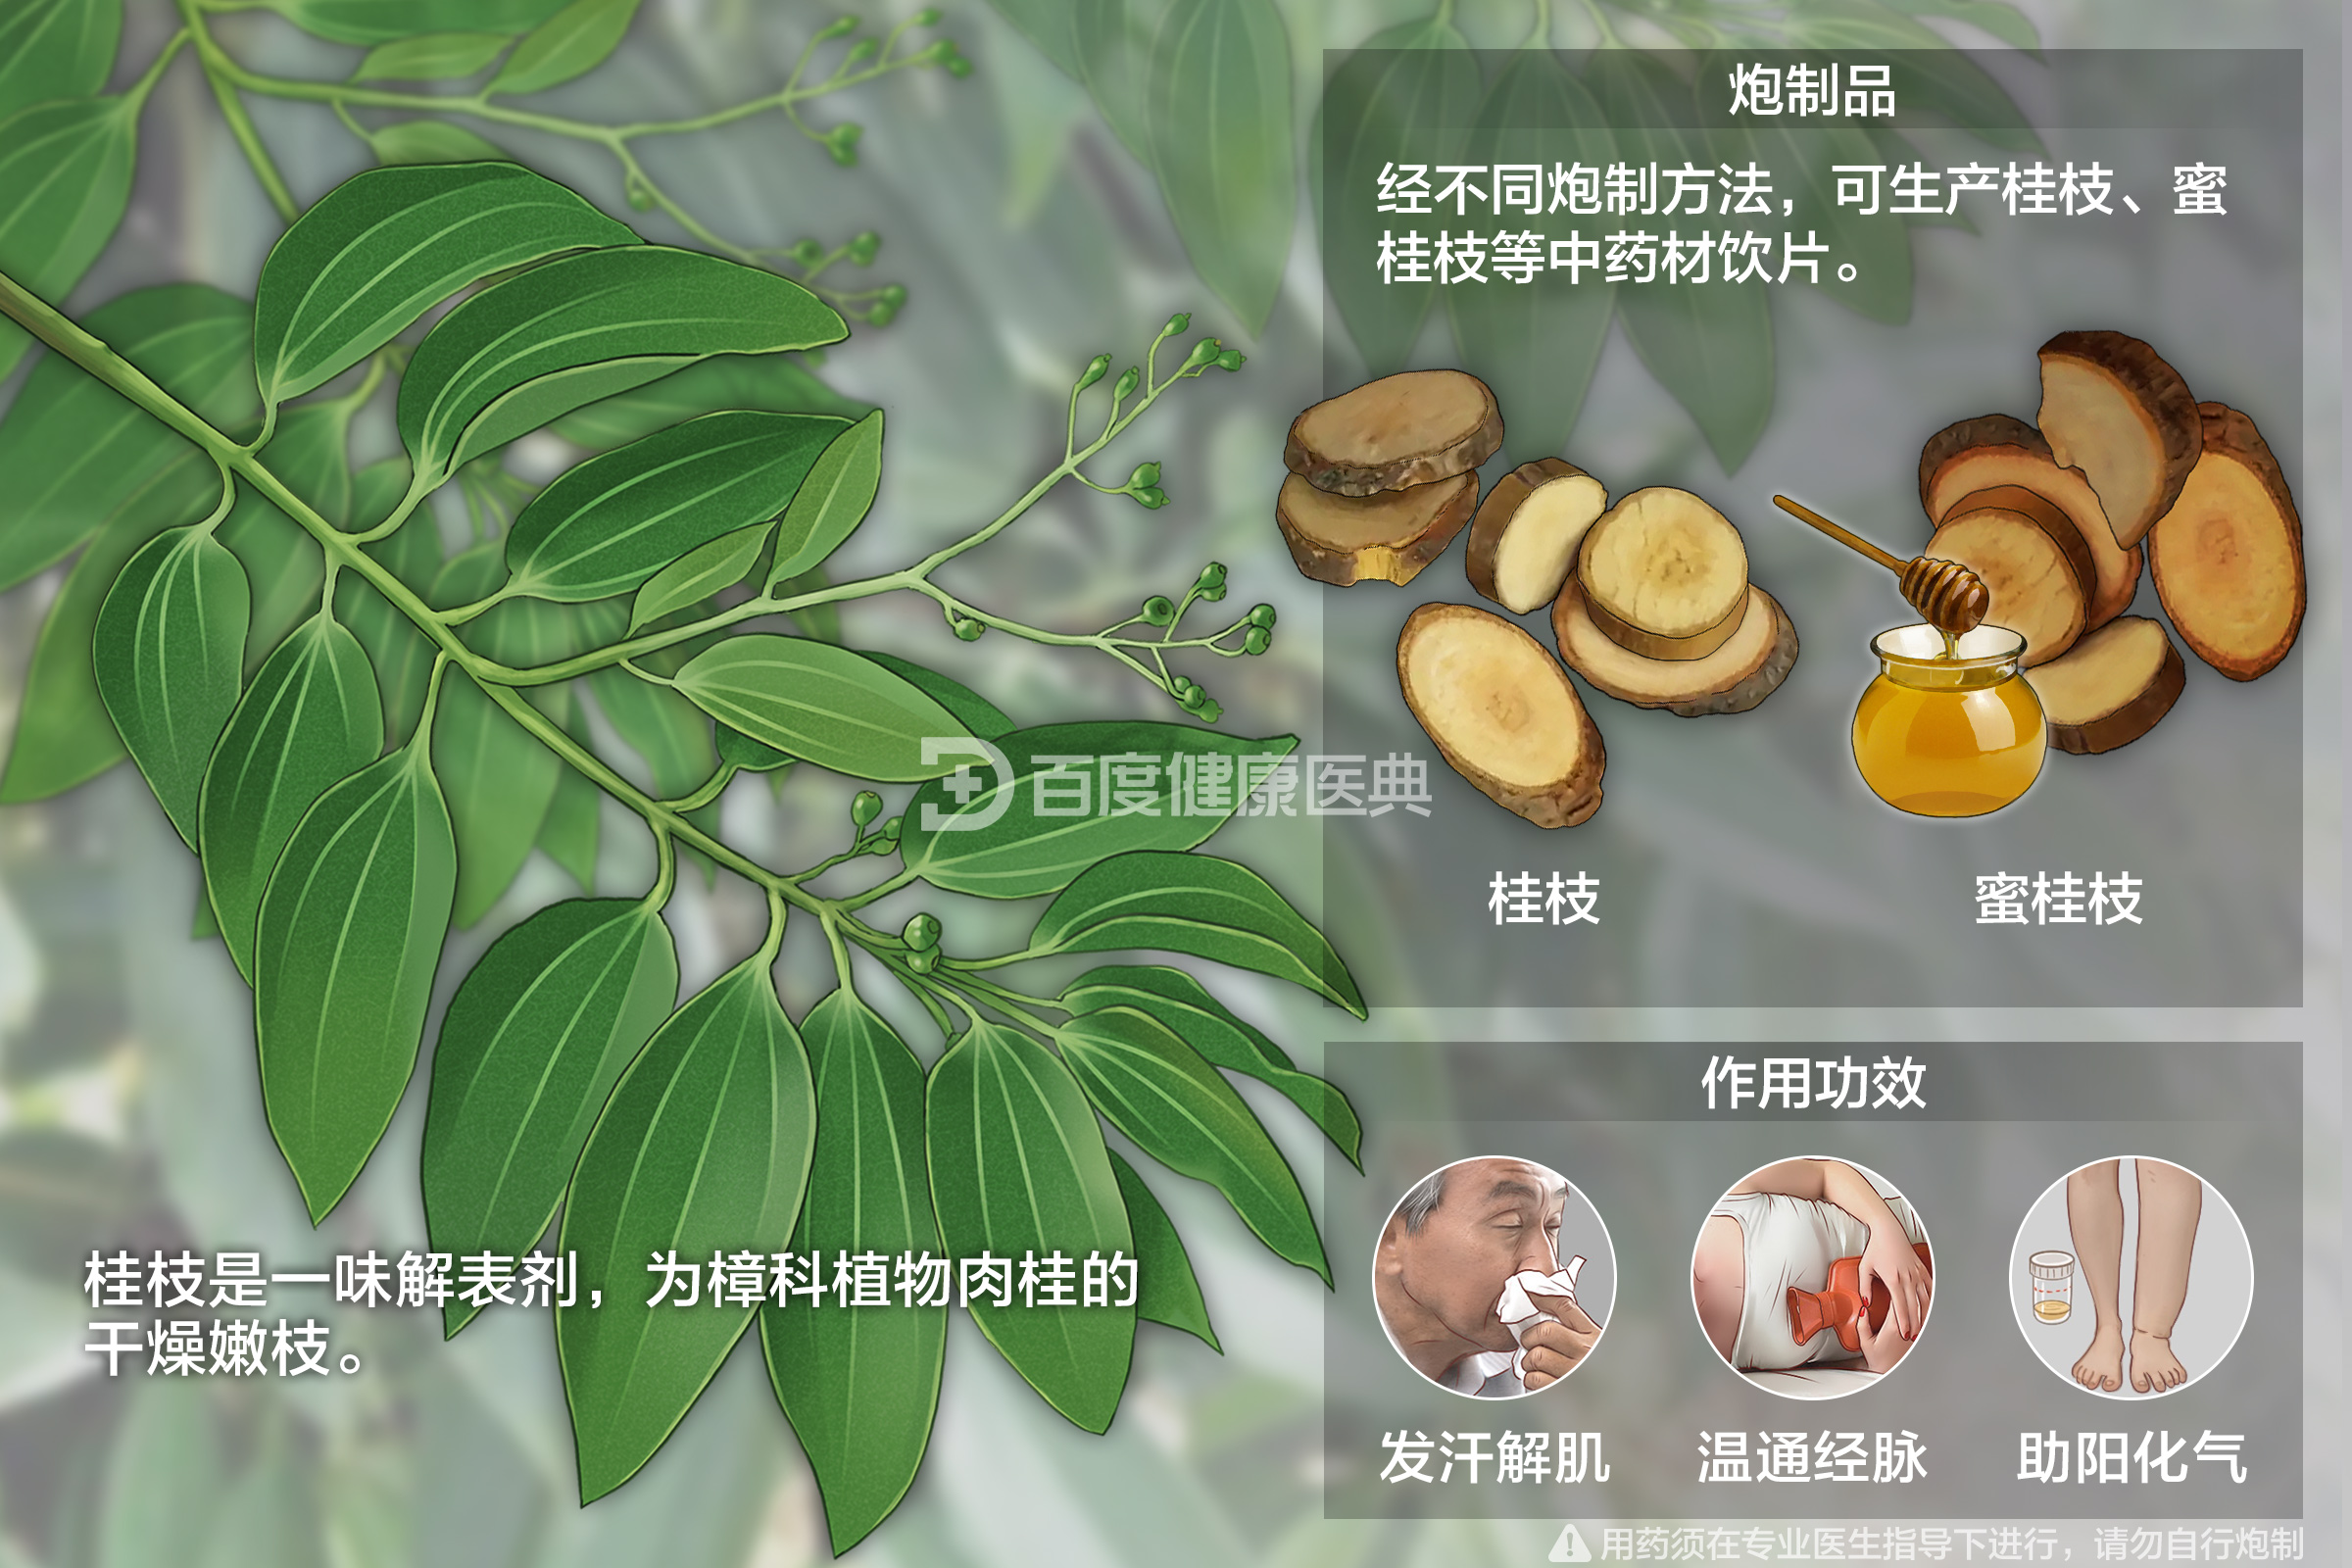 炮制品
经不同炮制方法，可生产桂枝、蜜
桂枝等中药材饮片。
百度健康医典
桂枝
蜜桂枝
作用功效
发汗解肌
温通经脉
助阳化气
桂枝是一味解表剂，为樟科植物肉桂的
干燥嫩枝。
用药须在专业医生指导下进行，请勿自行炮制